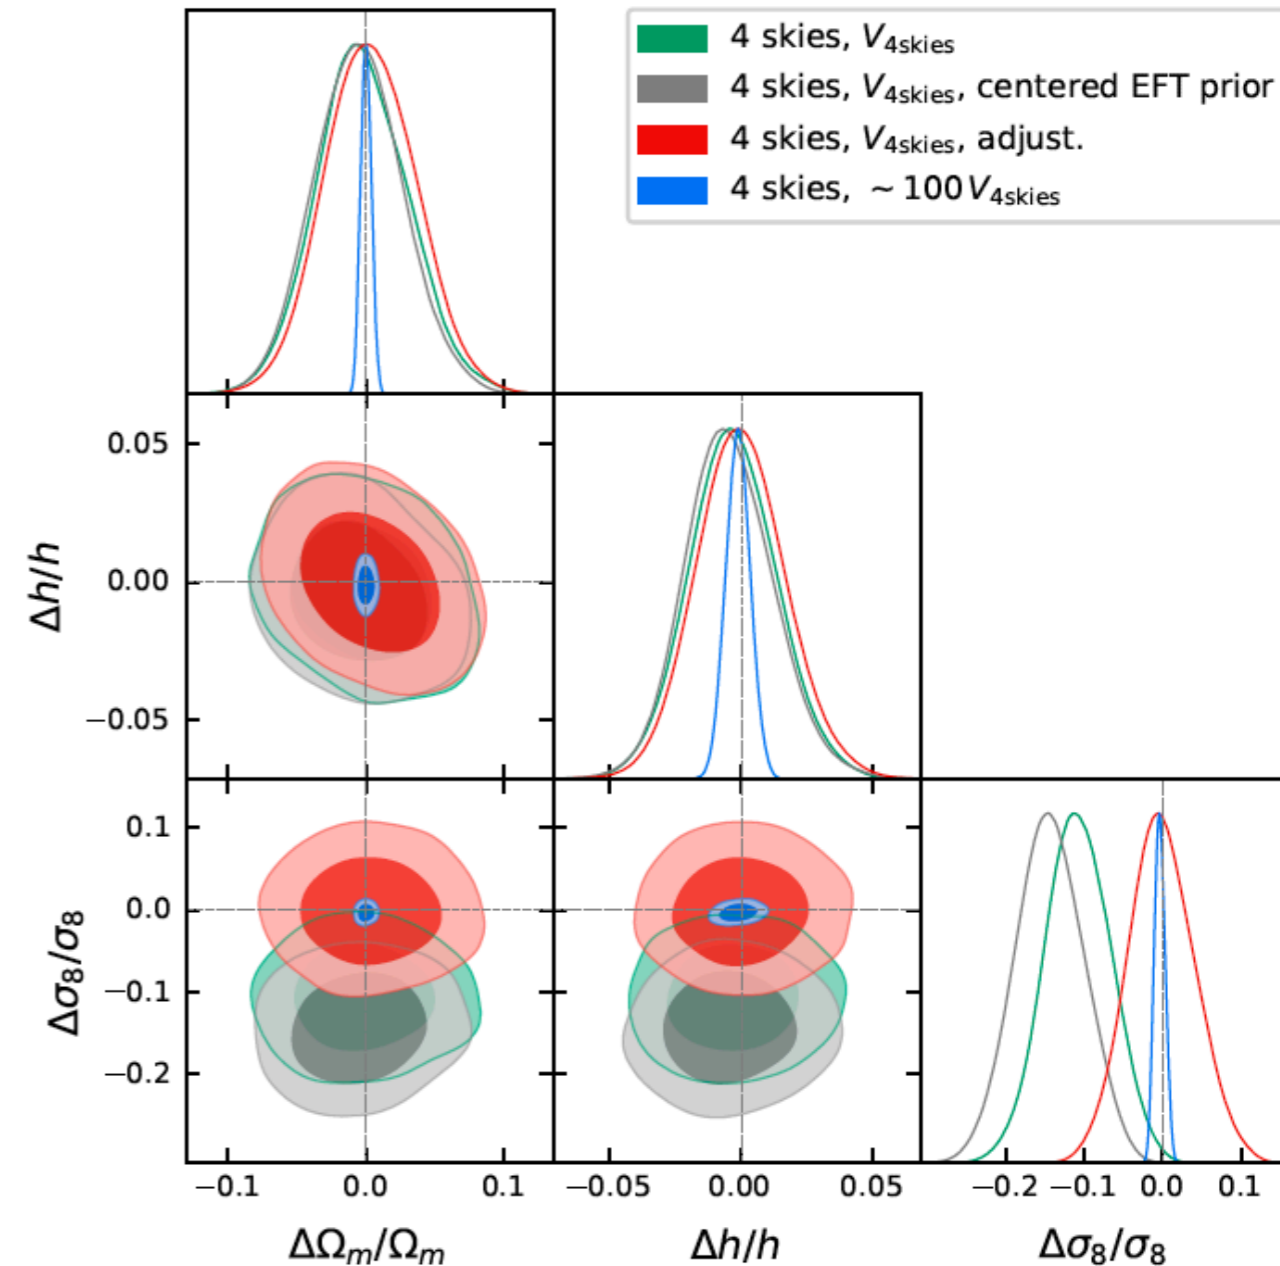 4 skies, V4skies
4 skies, V4skies, centered EFT prior
4 skies, V4skies, adjust.
4 skies, ~100V4skies
0.05
0.00
−0.05
Δh/h
0.1
0.0
−0.1
−0.2
Δσ8/σ8
−0.1 0.0 0.1 −0.05 0.00 0.05 −0.2 −0.1 0.0 0.1
ΔΩm/Ωm Δh/h Δσ8/σ8